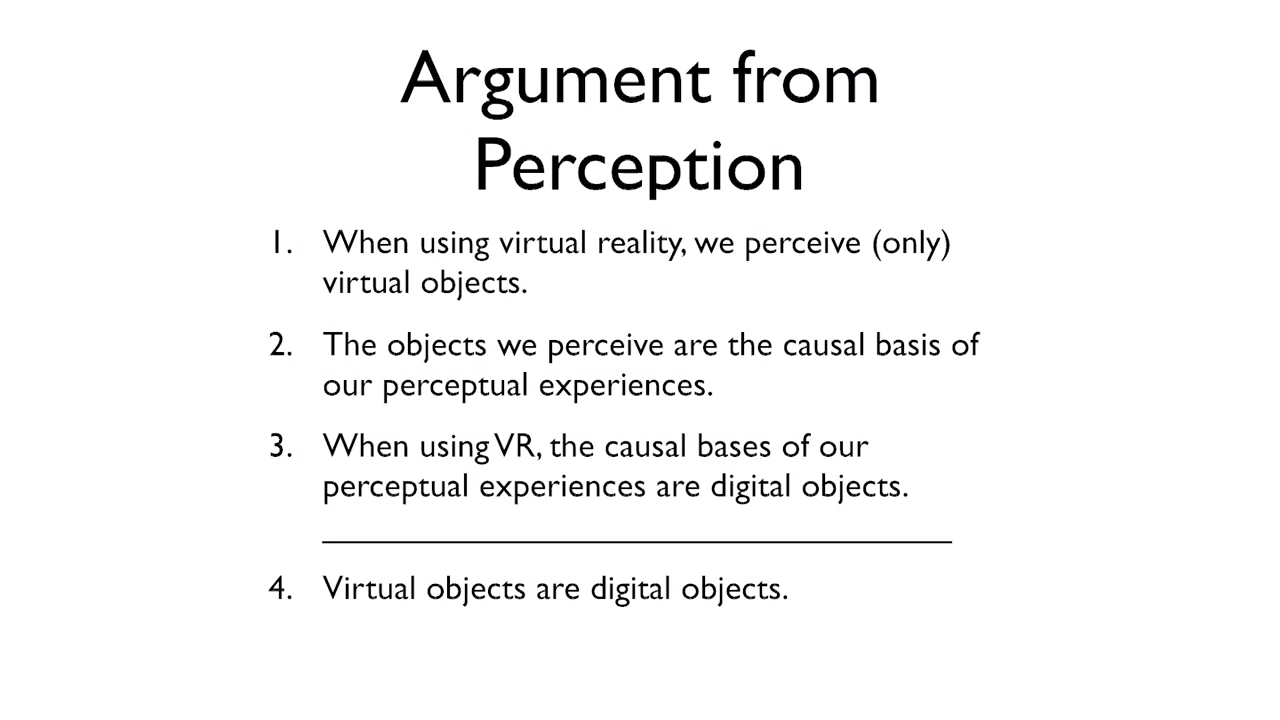 Argument from
Perception
1. When using virtual reality, we perceive (only)
virtual objects.
2. The objects we perceive are the causal basis of
our perceptual experiences.
3. When using VR, the causal bases of our
perceptual experiences are digital objects.
4. Virtual objects are digital objects.